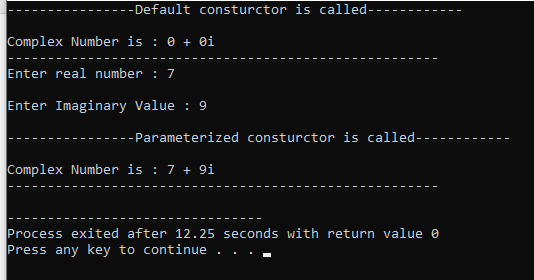 ----------------Default consturctor is called------------
Complex Number is : 0 + 0i
------------------------------------------------------
Enter real number : 7
Enter Imaginary Value : 9
----------------Parameterized consturctor is called------------
Complex Number is : 7 + 9i
------------------------------------------------------
--------------------------------
Process exited after 12.25 seconds with return value 0
Press any key to continue . . .